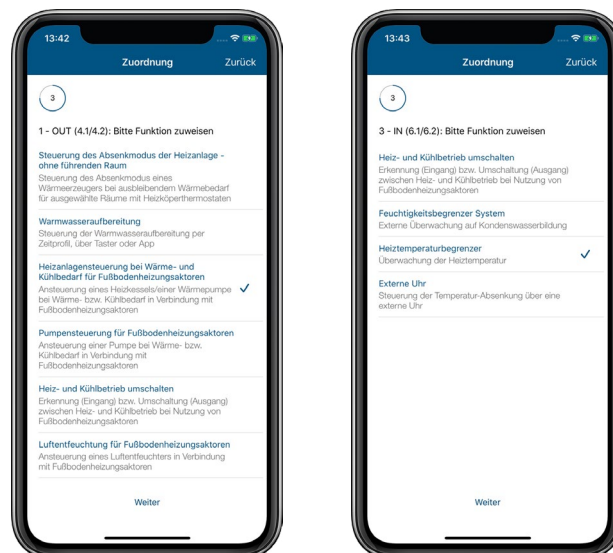 13:42
Zuordnung
Zurück
3
1 - OUT (4.1/4.2): Bitte Funktion zuweisen
Steuerung des Absenkmodus der Heizanlage -
ohne führenden Raum
Steuerung des Absenkmodus eines
Wärmeerzeugers bei ausbleibendem Wärmebedarf
für ausgewählte Räume mit Heizköperthermostaten
Warmwasseraufbereitung
Steuerung der Warmwasseraufbereitung per
Zeitprofil, über Taster oder App
Heizanlagensteuerung bei Wärme- und
Kühlbedarf für Fußbodenheizungsaktoren
Ansteuerung eines Heizkessels/einer Wärmepumpe
bei Wärme- bzw. Kühlbedarf in Verbindung mit
Fußbodenheizungsaktoren
Pumpensteuerung für Fußbodenheizungsaktoren
Ansteuerung einer Pumpe bei Wärme- bzw.
Kühlbedarf in Verbindung mit
Fußbodenheizungsaktoren
Heiz- und Kühlbetrieb umschalten
Erkennung (Eingang) bzw. Umschaltung (Ausgang)
zwischen Heiz- und Kühlbetrieb bei Nutzung von
Fußbodenheizungsaktoren
Luftentfeuchtung für Fußbodenheizungsaktoren
Ansteuerung eines Luftentfeuchters in Verbindung
mit Fußbodenheizungsaktoren
Weiter
13:43
Zuordnung
Zurück
3
3 - IN (6.1/6.2): Bitte Funktion zuweisen
Heiz- und Kühlbetrieb umschalten
Erkennung (Eingang) bzw. Umschaltung (Ausgang)
zwischen Heiz- und Kühlbetrieb bei Nutzung von
Fußbodenheizungsaktoren
Feuchtigkeitsbegrenzer System
Externe Überwachung auf Kondenswasserbildung
Heiztemperaturbegrenzer
Überwachung der Heiztemperatur
Externe Uhr
Steuerung der Temperatur-Absenkung über eine
externe Uhr
Weiter